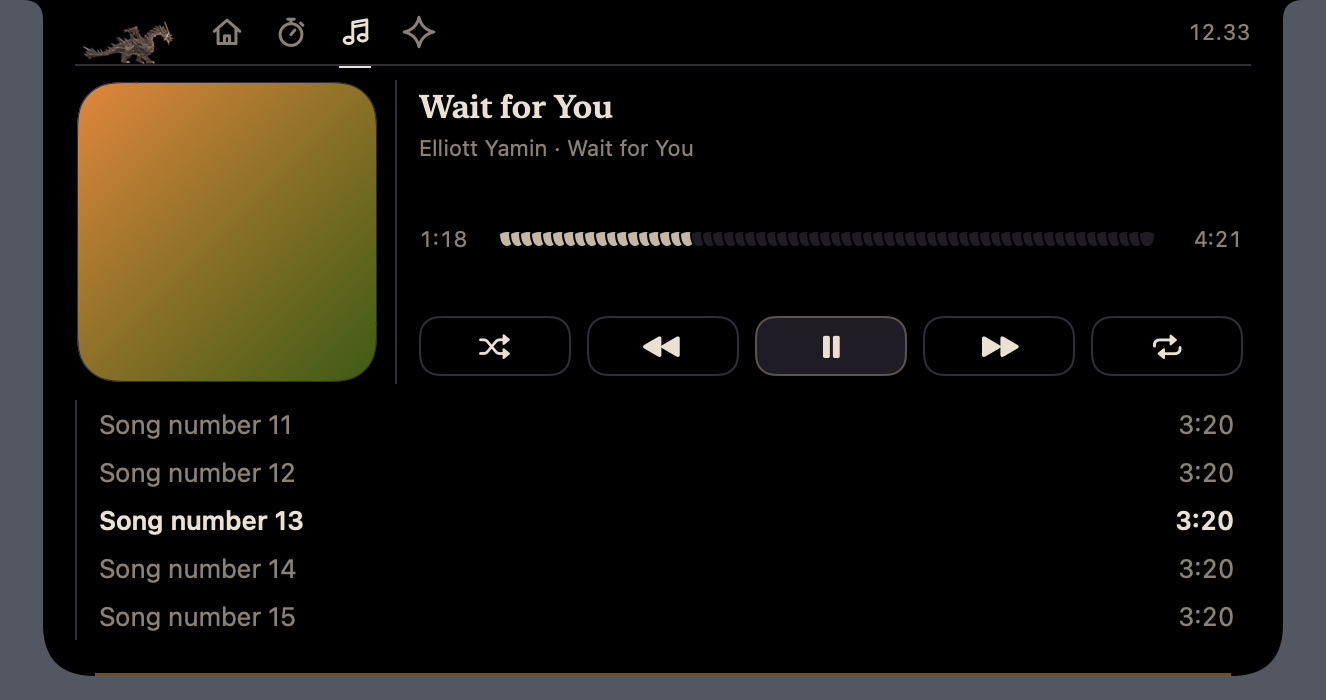 12.33
Wait for You
Elliott Yamin · Wait for You
1:18 4:21
Song number 11 3:20
Song number 12 3:20
Song number 13 3:20
Song number 14 3:20
Song number 15 3:20